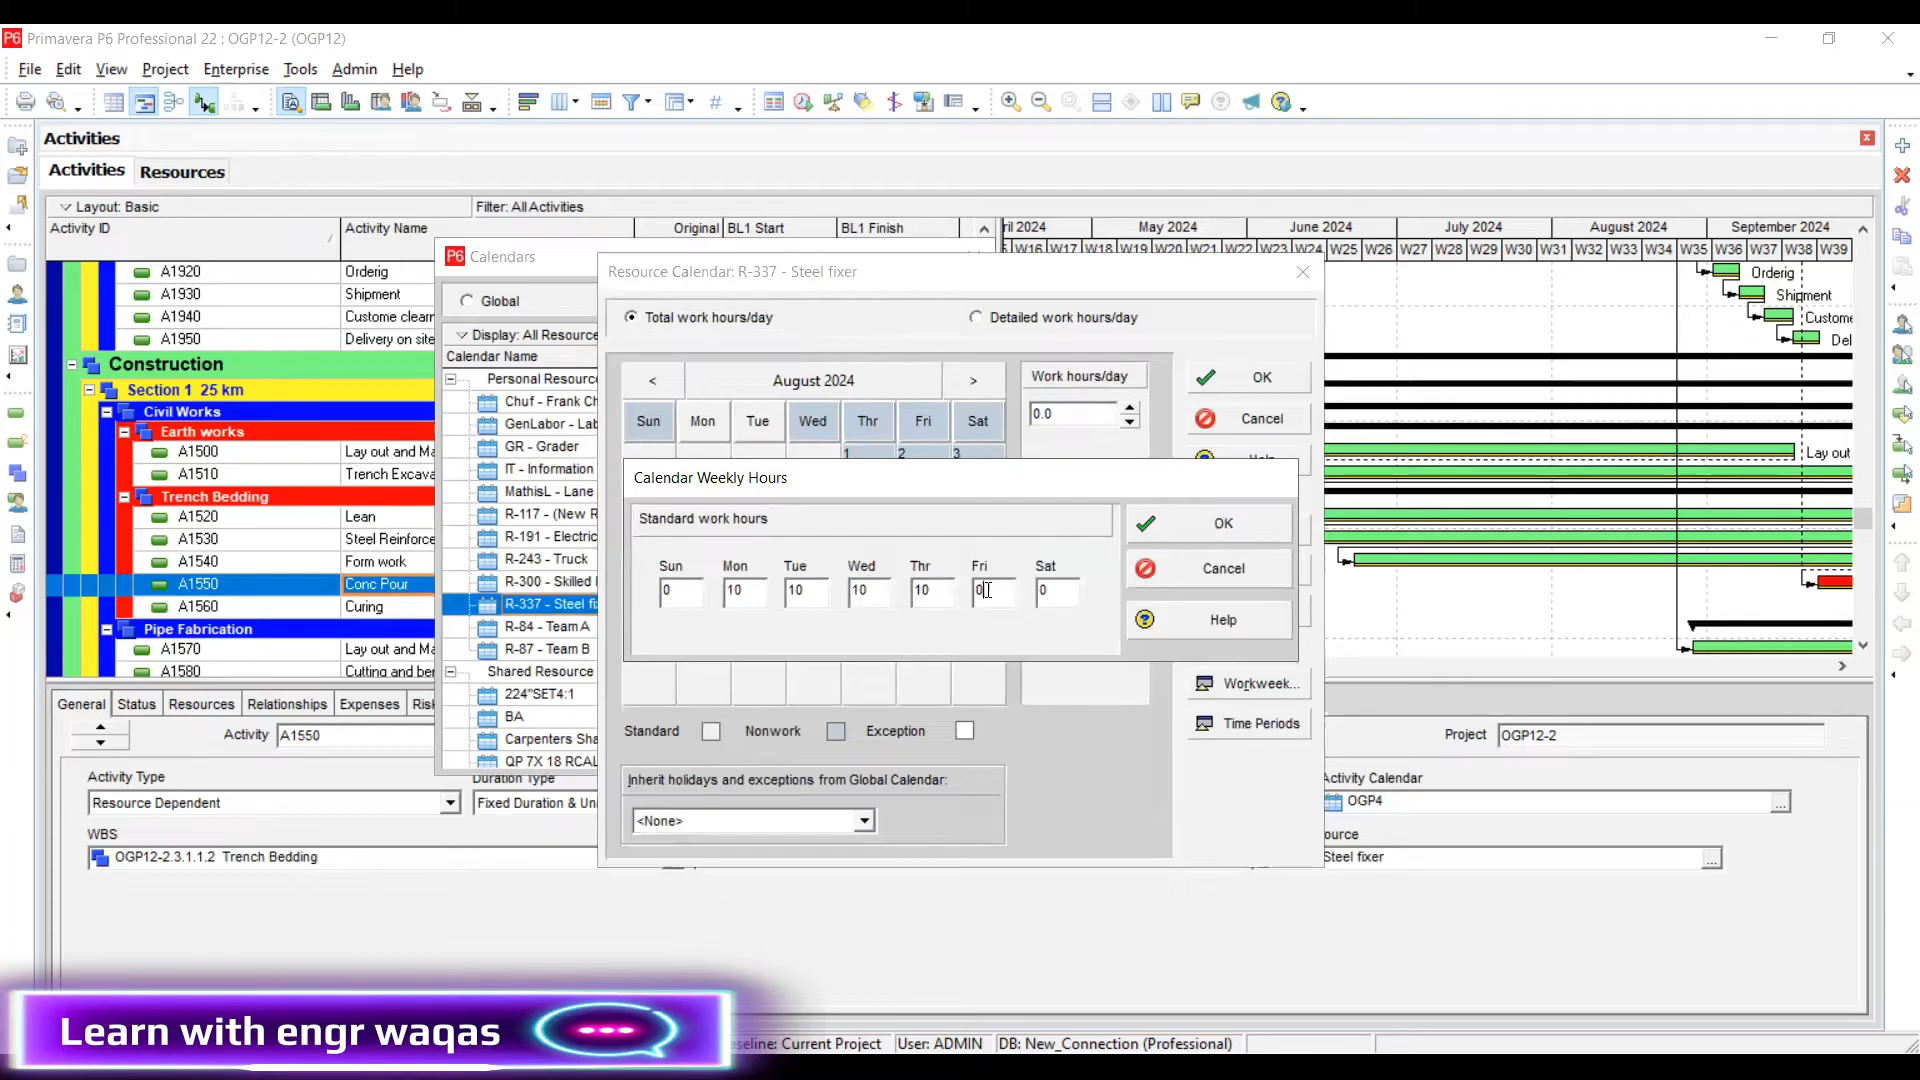 P6 Primavera P6 Professional 22 : OGP12-2 (OGP12)
File Edit View Project Enterprise Tools Admin Help
Activities
Activities Resources
Layout: Basic Filter: All Activities
Activity ID Activity Name Original BL1 Start BL1 Finish
ril 2024 May 2024 June 2024 July 2024 August 2024 September 2024
W16 W17 W18 W19 W20 W21 W22 W23 W24 W25 W26 W27 W28 W29 W30 W31 W32 W33 W34 W35 W36 W37 W38 W39
A1920 Orderig
A1930 Shipment
A1940 Custome clearn
A1950 Delivery on site
Construction
Section 1 25 km
Civil Works
Earth works
A1500 Lay out and Ma
A1510 Trench Excava
Trench Bedding
A1520 Lean
A1530 Steel Reinforce
A1540 Form work
A1550 Conc Pour
A1560 Curing
Pipe Fabrication
A1570 Lay out and Ma
A1580 Cutting and ben
Orderig
Shipment
Custome
Del
Lay out
P6 Calendars
Global
Display: All Resource
Calendar Name
Personal Resourc
Chuf - Frank Ch
GenLabor - Lab
GR - Grader
IT - Information
MathisL - Lane
R-117 - (New R
R-191 - Electric
R-243 - Truck
R-300 - Skilled
R-337 - Steel fi
R-84 - Team A
R-87 - Team B
Shared Resource
224"SET4:1
BA
Carpenters Sha
QP 7X 18 RCAL
Resource Calendar: R-337 - Steel fixer
Total work hours/day Detailed work hours/day
< August 2024 >
Sun Mon Tue Wed Thr Fri Sat
1 2 3
Work hours/day
0.0
OK
Cancel
Calendar Weekly Hours
Standard work hours
Sun Mon Tue Wed Thr Fri Sat
0 10 10 10 10 0 0
OK
Cancel
Help
Workweek...
Time Periods
Standard Nonwork Exception
Inherit holidays and exceptions from Global Calendar:
<None>
General Status Resources Relationships Expenses Ris
Activity A1550 Project OGP12-2
Activity Type Duration Type Activity Calendar
Resource Dependent Fixed Duration & Un OGP4 ...
WBS ource
OGP12-2.3.1.1.2 Trench Bedding Steel fixer ...
Learn with engr waqas
aseline: Current Project User: ADMIN DB: New_Connection (Professional)